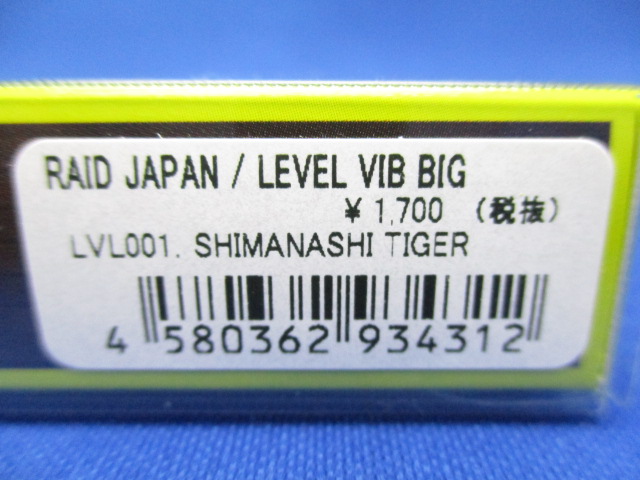 RAID JAPAN / LEVEL VIB BIG
¥ 1,700 (税抜)
LVL001. SHIMANASHI TIGER
4 580362 934312